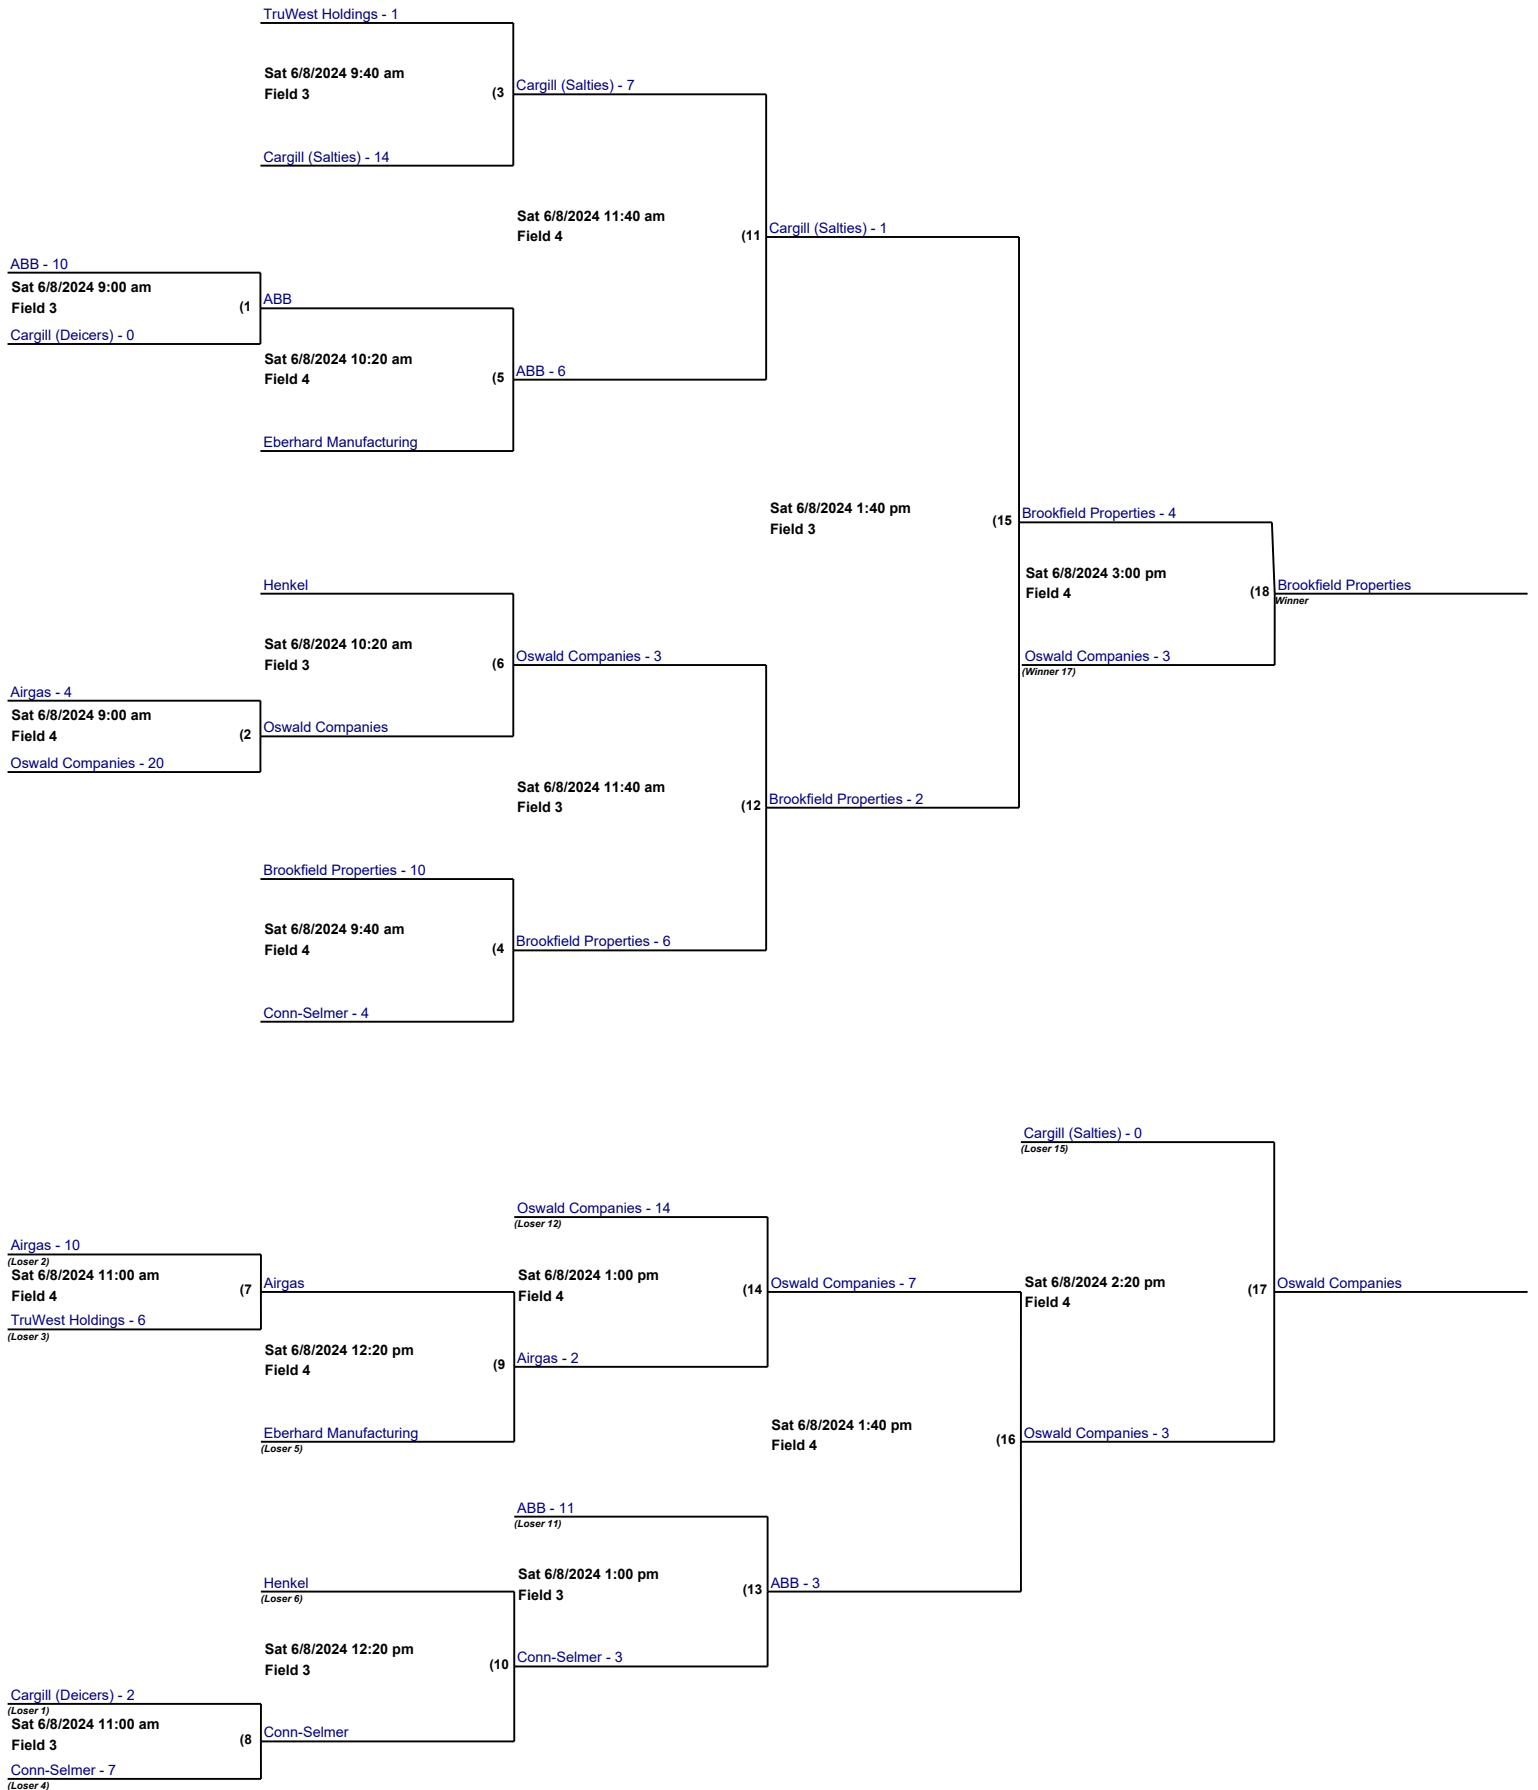 TruWest Holdings - 1
Sat 6/8/2024 9:40 am
Field 3
(3
Cargill (Salties) - 7
Cargill (Salties) - 14
Sat 6/8/2024 11:40 am
Field 4
(11
Cargill (Salties) - 1
ABB - 10
Sat 6/8/2024 9:00 am
Field 3
(1
ABB
Cargill (Deicers) - 0
Sat 6/8/2024 10:20 am
Field 4
(5
ABB - 6
Eberhard Manufacturing
Sat 6/8/2024 1:40 pm
Field 3
(15
Brookfield Properties - 4
Henkel
Sat 6/8/2024 3:00 pm
Field 4
(18
Brookfield Properties
Winner
Sat 6/8/2024 10:20 am
Field 3
(6
Oswald Companies - 3
Oswald Companies - 3
(Winner 17)
Airgas - 4
Sat 6/8/2024 9:00 am
Field 4
(2
Oswald Companies
Oswald Companies - 20
Sat 6/8/2024 11:40 am
Field 3
(12
Brookfield Properties - 2
Brookfield Properties - 10
Sat 6/8/2024 9:40 am
Field 4
(4
Brookfield Properties - 6
Conn-Selmer - 4
Cargill (Salties) - 0
(Loser 15)
Oswald Companies - 14
(Loser 12)
Airgas - 10
(Loser 2)
Sat 6/8/2024 11:00 am
Field 4
(7
Airgas
TruWest Holdings - 6
(Loser 3)
Sat 6/8/2024 1:00 pm
Field 4
(14
Oswald Companies - 7
Sat 6/8/2024 2:20 pm
Field 4
(17
Oswald Companies
Sat 6/8/2024 12:20 pm
Field 4
(9
Airgas - 2
Eberhard Manufacturing
(Loser 5)
Sat 6/8/2024 1:40 pm
Field 4
(16
Oswald Companies - 3
ABB - 11
(Loser 11)
Henkel
(Loser 6)
Sat 6/8/2024 1:00 pm
Field 3
(13
ABB - 3
Sat 6/8/2024 12:20 pm
Field 3
(10
Conn-Selmer - 3
Cargill (Deicers) - 2
(Loser 1)
Sat 6/8/2024 11:00 am
Field 3
(8
Conn-Selmer
Conn-Selmer - 7
(Loser 4)